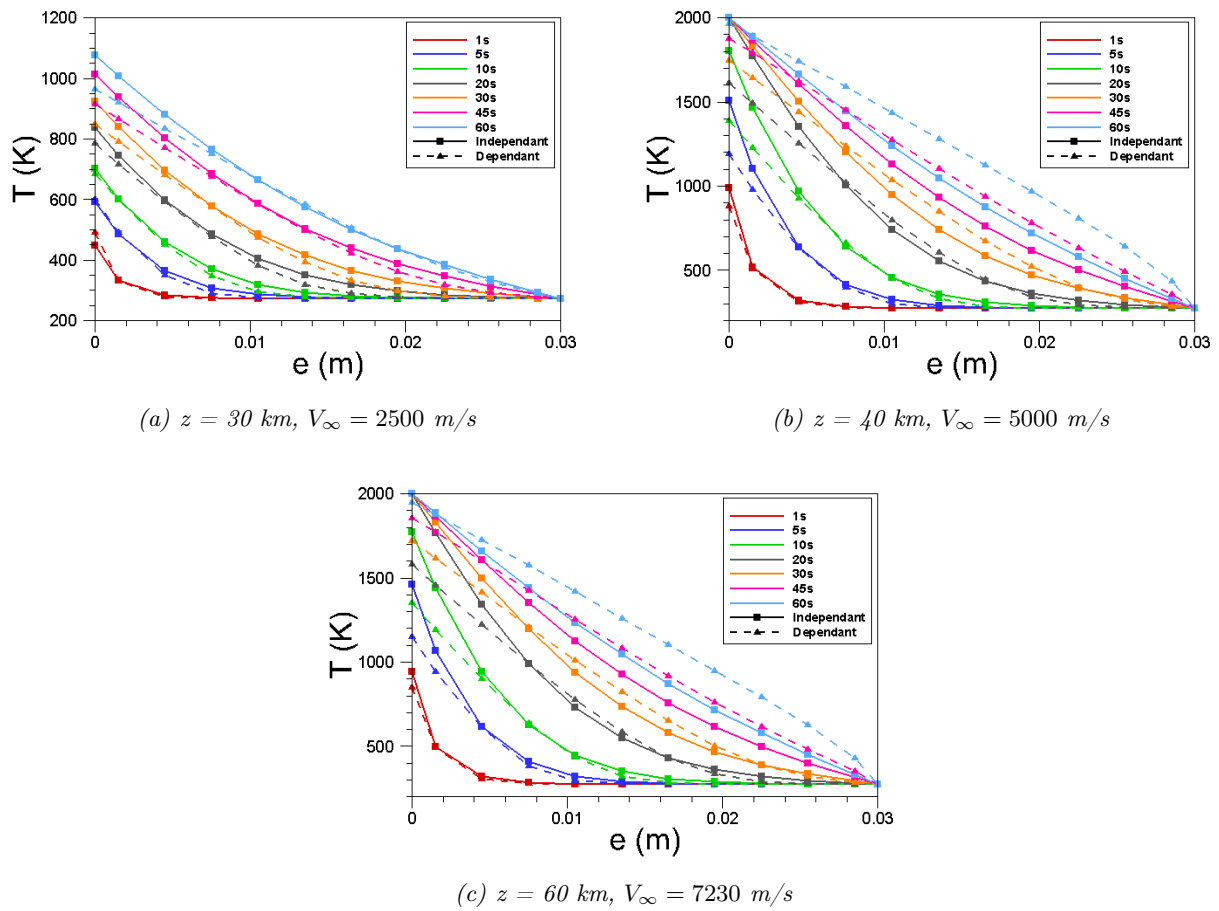 1200
1000
800
600
400
200
T (K)
0
0.01
0.02
0.03
e (m)
1s
5s
10s
20s
30s
45s
60s
Independant
Dependant
(a) z = 30 km, V∞ = 2500 m/s
2000
1500
1000
500
T (K)
0
0.01
0.02
0.03
e (m)
1s
5s
10s
20s
30s
45s
60s
Independant
Dependant
(b) z = 40 km, V∞ = 5000 m/s
2000
1500
1000
500
T (K)
0
0.01
0.02
0.03
e (m)
1s
5s
10s
20s
30s
45s
60s
Independant
Dependant
(c) z = 60 km, V∞ = 7230 m/s